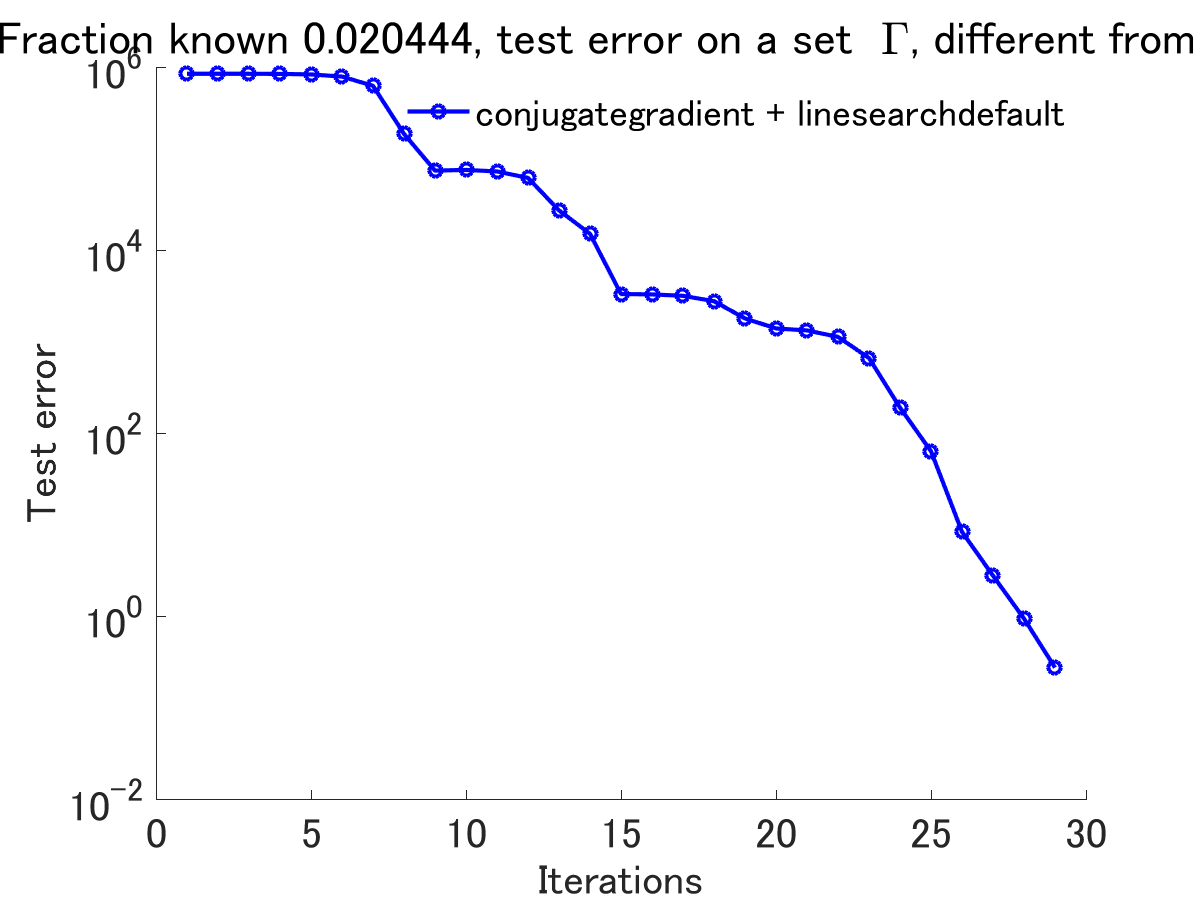 Fraction known 0.020444, test error on a set Γ, different from
10^6
conjugategradient + linesearchdefault
10^4
10^2
10^0
10^-2
Test error
0 5 10 15 20 25 30
Iterations